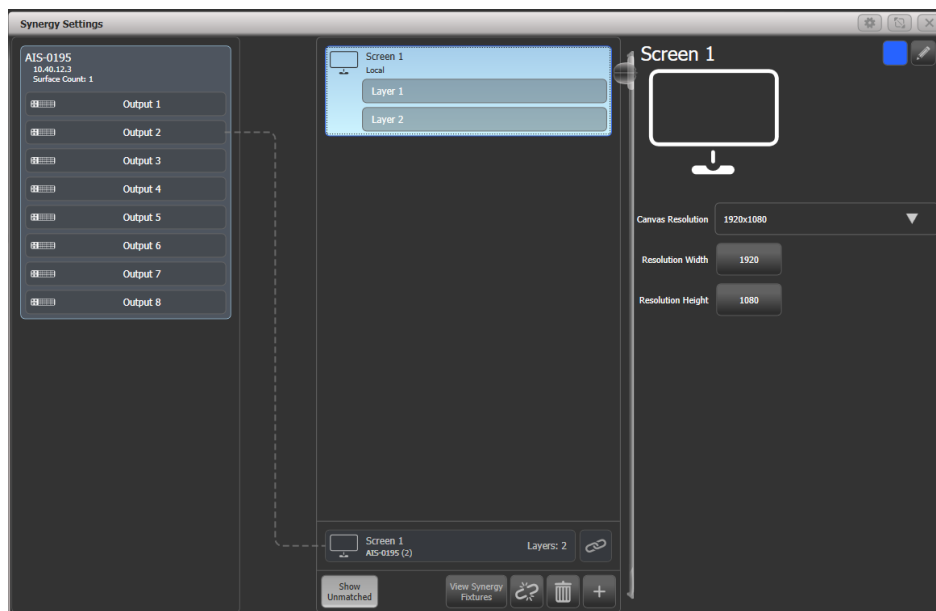 Synergy Settings
AIS-0195
10.40.12.3
Surface Count: 1
Output 1
Output 2
Output 3
Output 4
Output 5
Output 6
Output 7
Output 8
Screen 1
Local
Layer 1
Layer 2
Screen 1
AIS-0195 (2)
Layers: 2
Show
Unmatched
View Synergy
Fixtures
Screen 1
Canvas Resolution
1920x1080
Resolution Width
1920
Resolution Height
1080